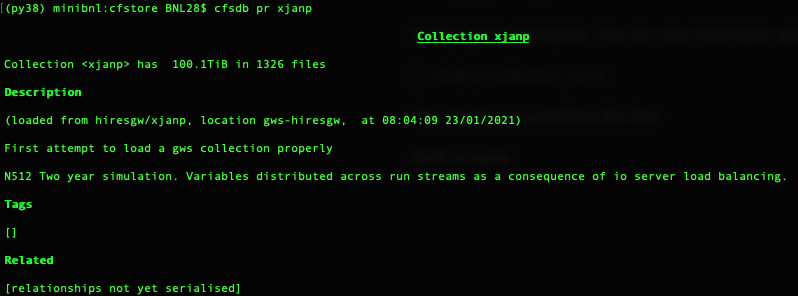 (py38) minibnl:cfstore BNL28$ cfsdb pr xjanp
Collection xjanp
Collection <xjanp> has  100.1TiB in 1326 files
Description
(loaded from hiresgw/xjanp, location gws-hiresgw,  at 08:04:09 23/01/2021)
First attempt to load a gws collection properly
N512 Two year simulation. Variables distributed across run streams as a consequence of io server load balancing.
Tags
[]
Related
[relationships not yet serialised]